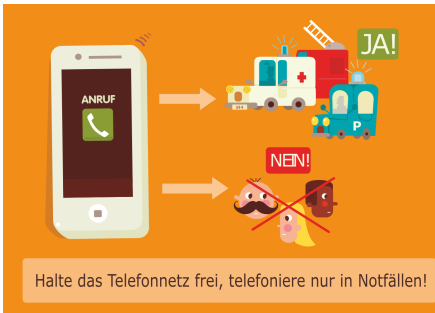 JA!
ANRUF
P
NEIN!
Halte das Telefonnetz frei, telefoniere nur in Notfällen!